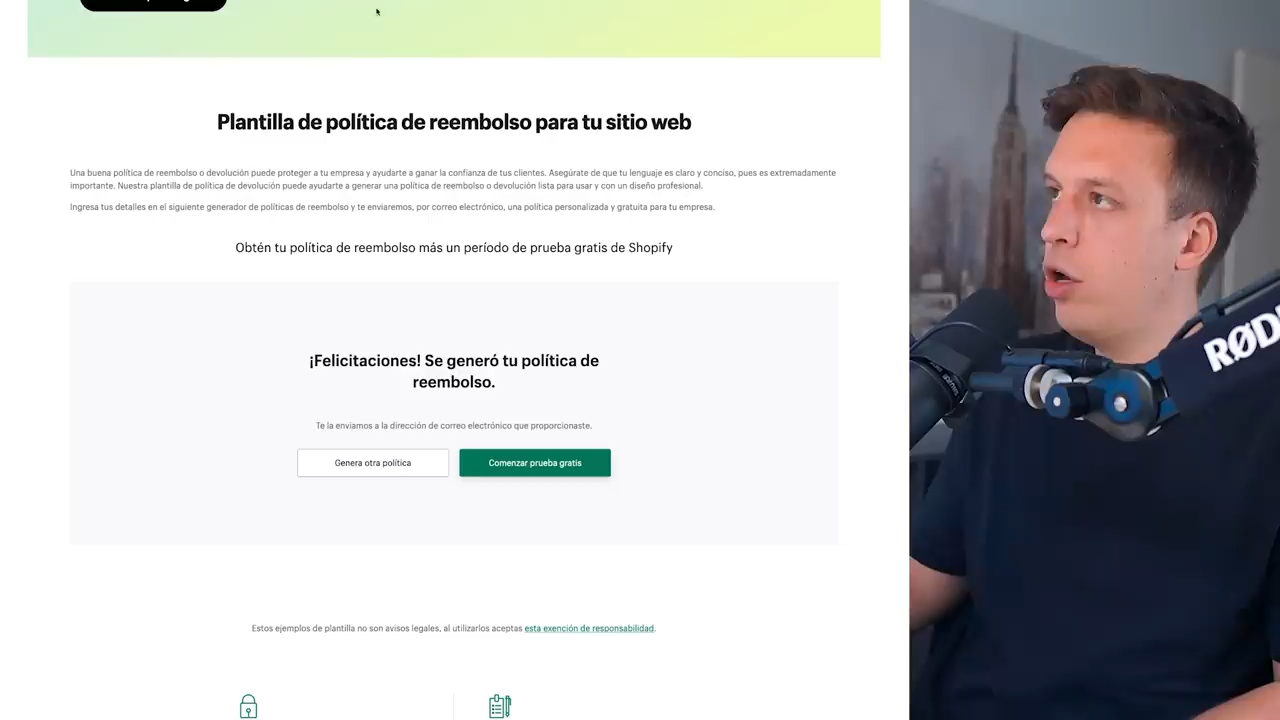 Plantilla de política de reembolso para tu sitio web
Una buena política de reembolso o devolución puede proteger a tu empresa y ayudarte a ganar la confianza de tus clientes. Asegúrate de que tu lenguaje es claro y conciso, pues es extremadamente
importante. Nuestra plantilla de política de devolución puede ayudarte a generar una política de reembolso o devolución lista para usar y con un diseño profesional.
Ingresa tus detalles en el siguiente generador de políticas de reembolso y te enviaremos, por correo electrónico, una política personalizada y gratuita para tu empresa.
Obtén tu política de reembolso más un período de prueba gratis de Shopify
¡Felicitaciones! Se generó tu política de
reembolso.
Te la enviamos a la dirección de correo electrónico que proporcionaste.
Genera otra política
Comenzar prueba gratis
Estos ejemplos de plantilla no son avisos legales, al utilizarlos aceptas esta exención de responsabilidad.
RØD